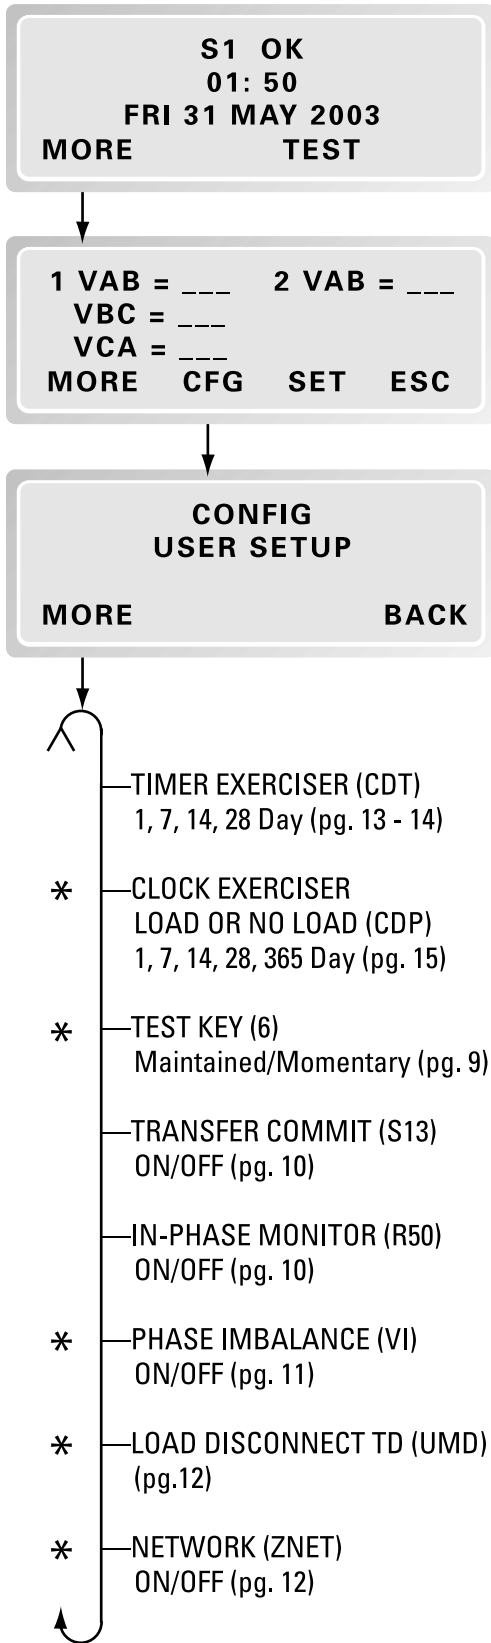 S1 OK
01: 50
FRI 31 MAY 2003
MORE TEST
1 VAB = _ _ _ 2 VAB = _ _ _
VBC = _ _ _
VCA = _ _ _
MORE CFG SET ESC
CONFIG
USER SETUP
MORE BACK
TIMER EXERCISER (CDT)
1, 7, 14, 28 Day (pg. 13 - 14)
* CLOCK EXERCISER
LOAD OR NO LOAD (CDP)
1, 7, 14, 28, 365 Day (pg. 15)
* TEST KEY (6)
Maintained/Momentary (pg. 9)
TRANSFER COMMIT (S13)
ON/OFF (pg. 10)
IN-PHASE MONITOR (R50)
ON/OFF (pg. 10)
* PHASE IMBALANCE (VI)
ON/OFF (pg. 11)
* LOAD DISCONNECT TD (UMD)
(pg.12)
* NETWORK (ZNET)
ON/OFF (pg. 12)